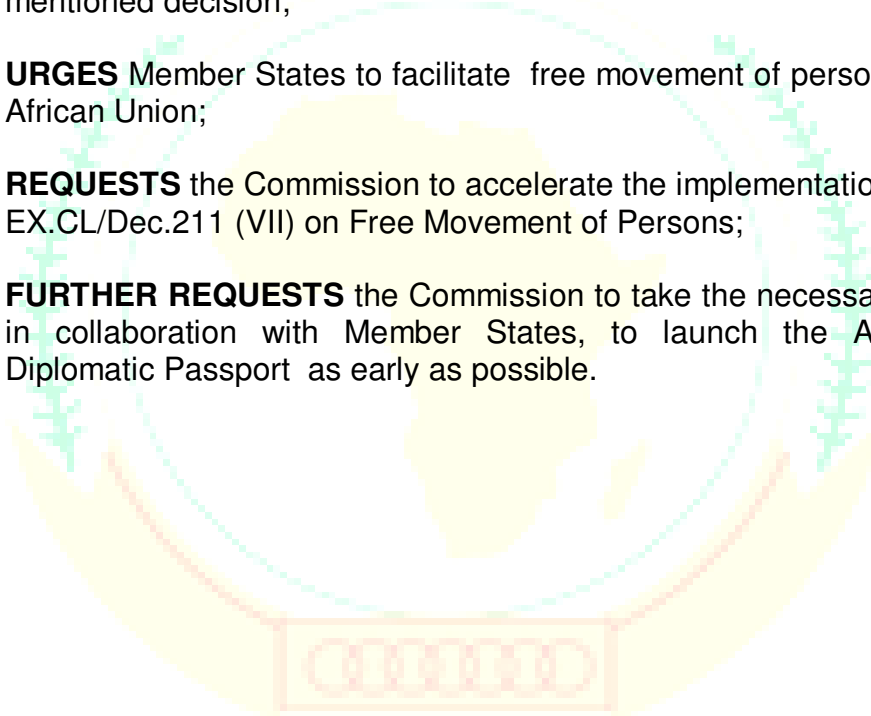 mentioned decision;
URGES Member States to facilitate free movement of perso
African Union;
REQUESTS the Commission to accelerate the implementatio
EX.CL/Dec.211 (VII) on Free Movement of Persons;
FURTHER REQUESTS the Commission to take the necessa
in collaboration with Member States, to launch the A
Diplomatic Passport as early as possible.